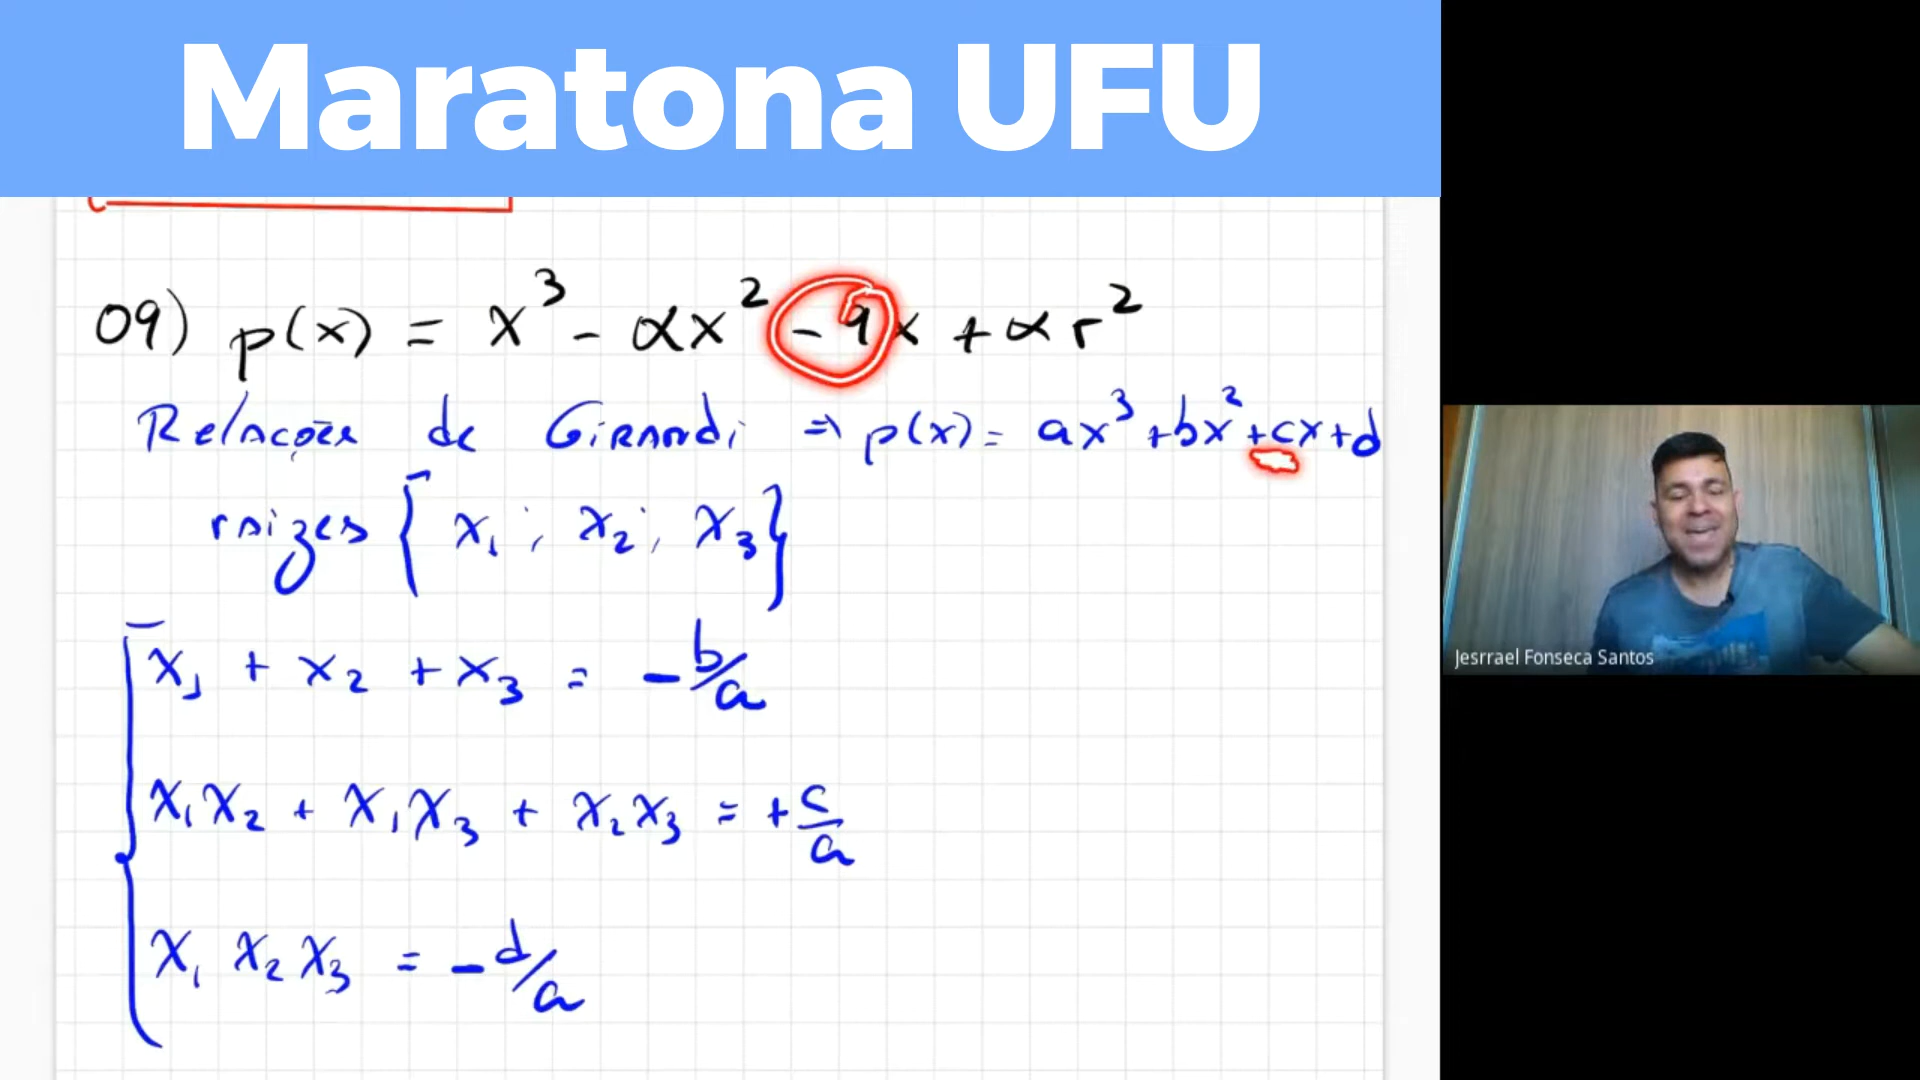 Maratona UFU
09) p(x) = x³ - αx² - 9x + αr²
Relações de Girardi ⇒ p(x) = ax³ + bx² + cx + d
raizes { x₁ ; x₂ ; x₃ }
x₁ + x₂ + x₃ = - b/a
x₁x₂ + x₁x₃ + x₂x₃ = + c/a
x₁ x₂ x₃ = - d/a
Jesrrael Fonseca Santos